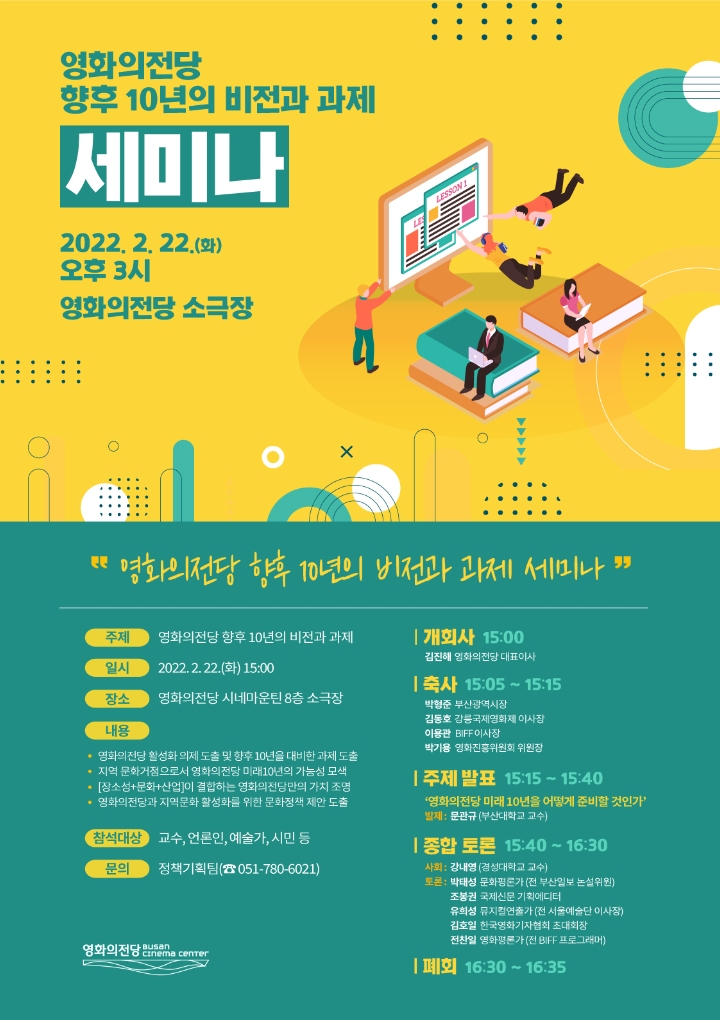 영화의전당
향후 10년의 비전과 과제
세미나
2022. 2. 22.(화)
오후 3시
영화의전당 소극장
LESSON 1
“ 영화의전당 향후 10년의 비전과 과제 세미나 ”
주제 영화의전당 향후 10년의 비전과 과제
일시 2022. 2. 22.(화) 15:00
장소 영화의전당 시네마운틴 8층 소극장
내용
• 영화의전당 활성화 의제 도출 및 향후 10년을 대비한 과제 도출
• 지역 문화거점으로서 영화의전당 미래10년의 가능성 모색
• [장소성+문화+산업]이 결합하는 영화의전당만의 가치 조명
• 영화의전당과 지역문화 활성화를 위한 문화정책 제안 도출
참석대상 교수, 언론인, 예술가, 시민 등
문의 정책기획팀(☎051-780-6021)
영화의전당 Busan cinema center
개회사 15:00
김진해 영화의전당 대표이사
축사 15:05 ~ 15:15
박형준 부산광역시장
김동호 강릉국제영화제 이사장
이용관 BIFF이사장
박기용 영화진흥위원회 위원장
주제 발표 15:15 ~ 15:40
‘영화의전당 미래 10년을 어떻게 준비할 것인가’
발제 : 문관규 (부산대학교 교수)
종합 토론 15:40 ~ 16:30
사회 : 강내영 (경성대학교 교수)
토론 : 박태성 문화평론가 (전 부산일보 논설위원)
조봉권 국제신문 기획에디터
유희성 뮤지컬연출가 (전 서울예술단 이사장)
김호일 한국영화기자협회 초대회장
전찬일 영화평론가 (전 BIFF 프로그래머)
폐회 16:30 ~ 16:35